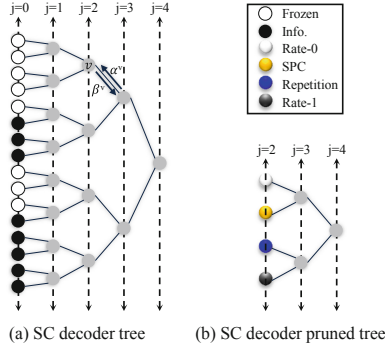 j=0 j=1 j=2 j=3 j=4
v
αᵛ
βᵛ
(a) SC decoder tree
Frozen
Info.
Rate-0
SPC
Repetition
Rate-1
j=2 j=3 j=4
(b) SC decoder pruned tree